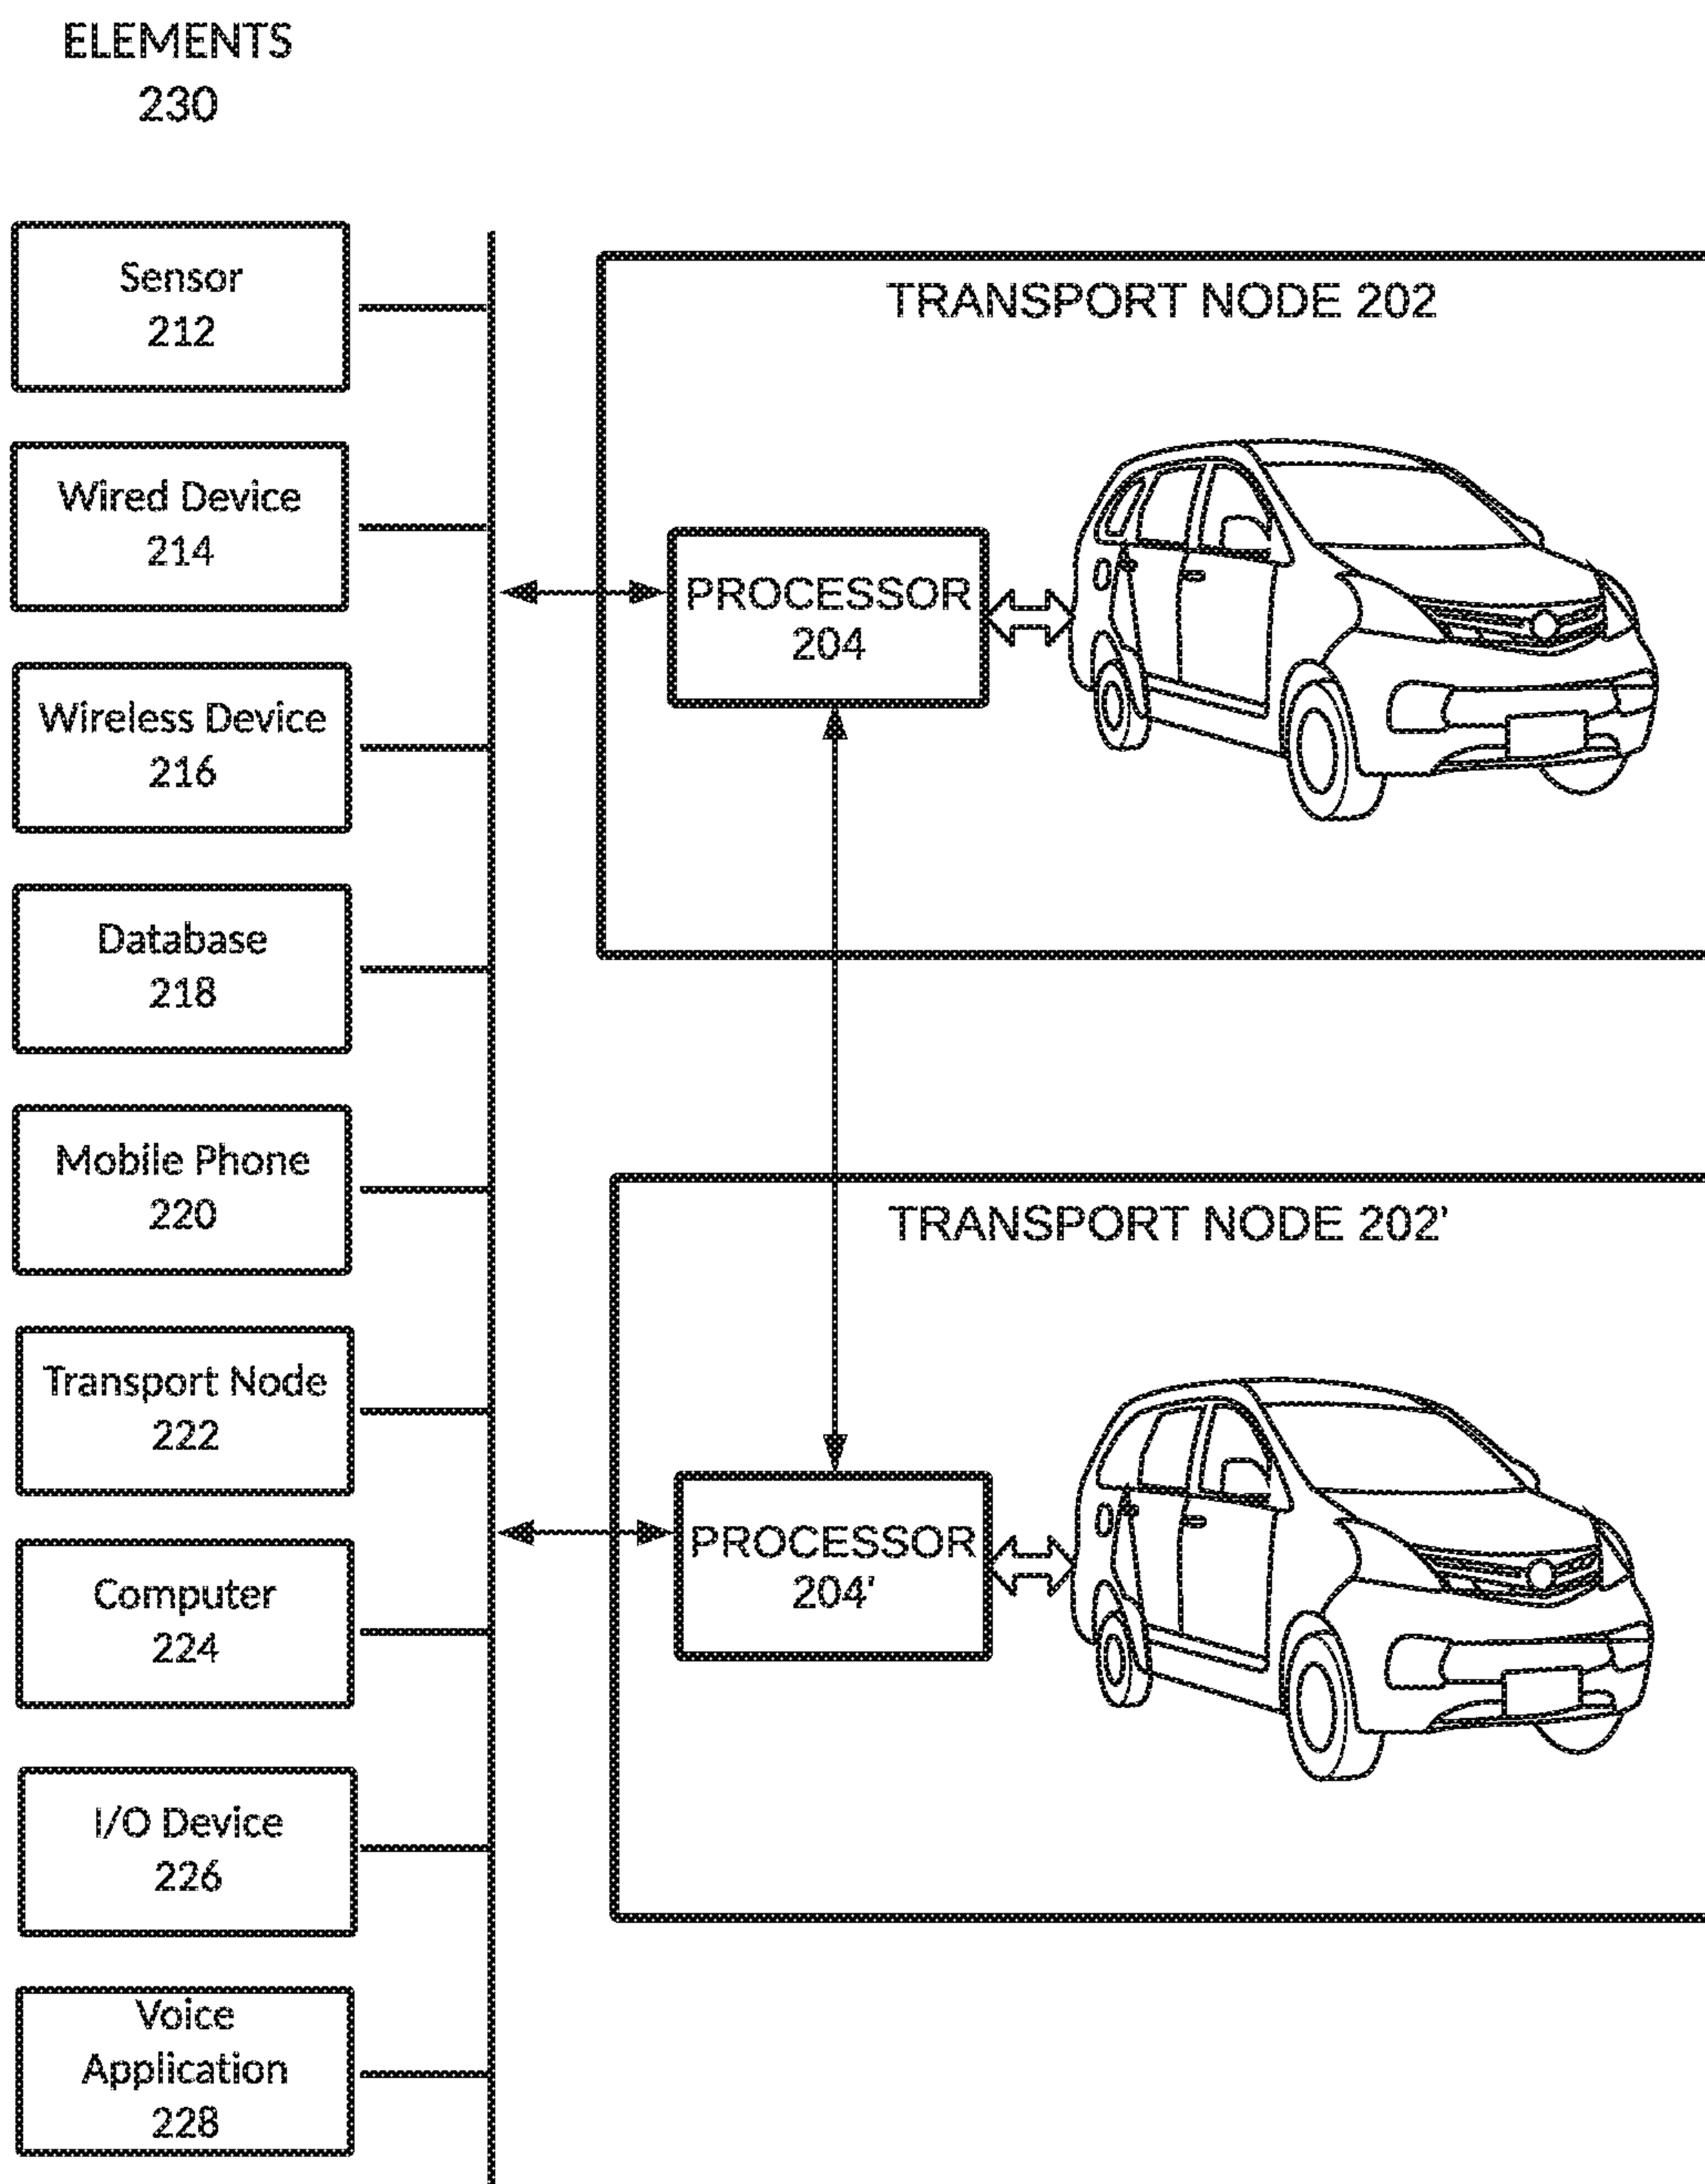 ELEMENTS
230
Sensor
212
Wired Device
214
Wireless Device
216
Database
218
Mobile Phone
220
Transport Node
222
Computer
224
I/O Device
226
Voice
Application
228
TRANSPORT NODE 202
PROCESSOR
204
TRANSPORT NODE 202'
PROCESSOR
204'